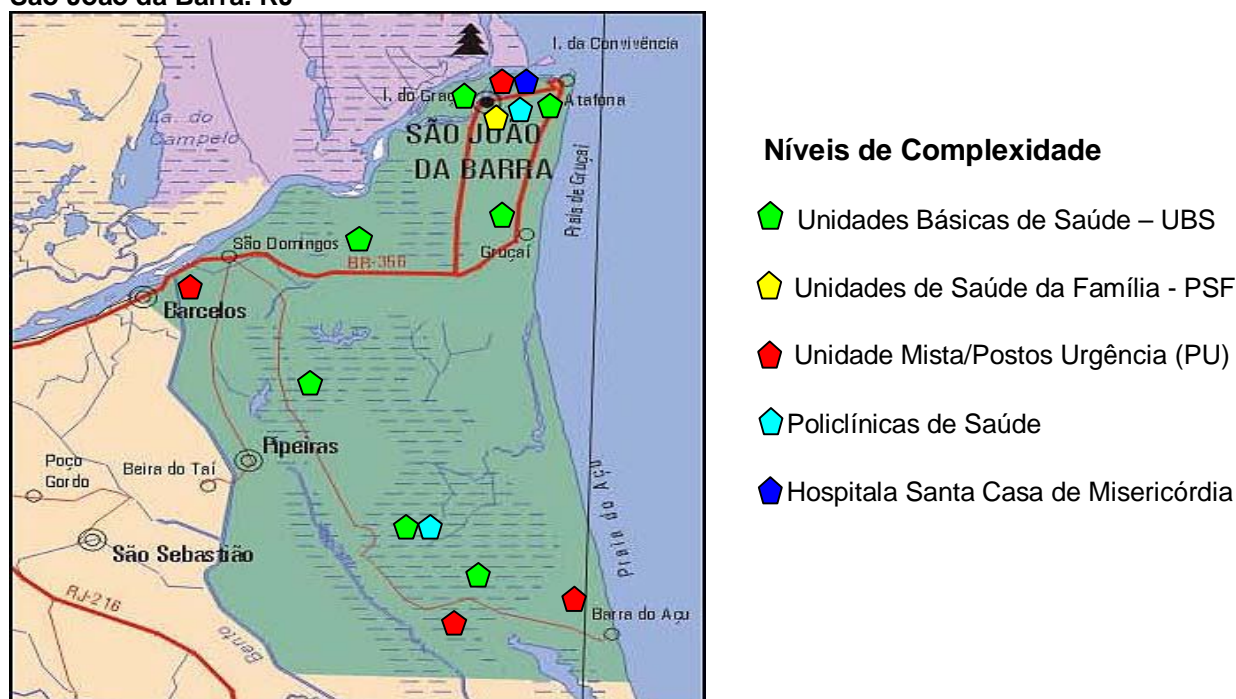 São João da Barra. RJ
I. da Convivência
I. do Graç
Atafona
La. do
Campelo
SÃO JOÃO
DA BARRA
Praia de Gruçaí
São Domingos
Gruçaí
BR-356
Barcelos
Pipeiras
Poço
Gordo
Beira do Taí
São Sebastião
Praia do Açu
RJ-216
Bento
Barra do Açu
Níveis de Complexidade
Unidades Básicas de Saúde – UBS
Unidades de Saúde da Família - PSF
Unidade Mista/Postos Urgência (PU)
Policlínicas de Saúde
Hospitala Santa Casa de Misericórdia